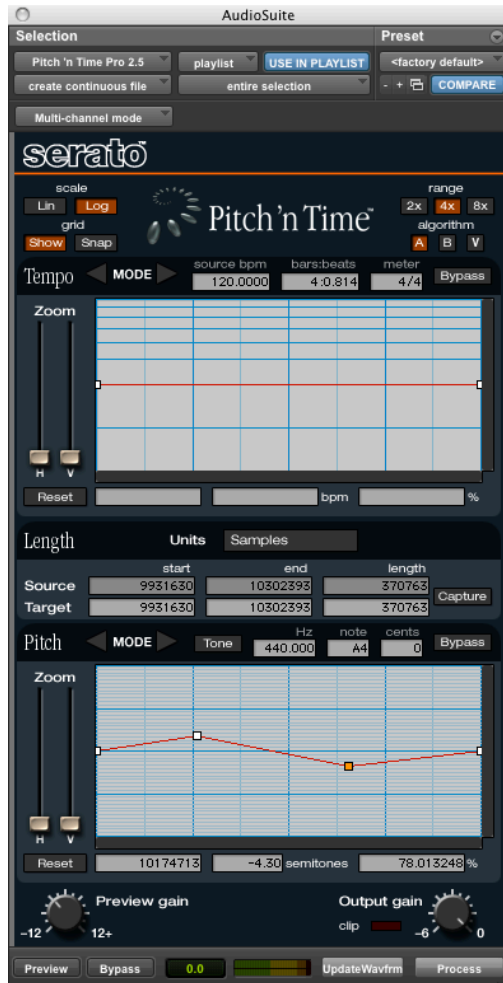 AudioSuite
Selection Preset
Pitch 'n Time Pro 2.5 playlist USE IN PLAYLIST <factory default>
create continuous file entire selection - + COMPARE
Multi-channel mode
serato
scale range
Lin Log 2x 4x 8x
Pitch 'n Time™
grid algorithm
Show Snap A B V
Tempo MODE source bpm bars:beats meter Bypass
120.0000 4:0.814 4/4
Zoom
H V
Reset bpm %
Length Units Samples
start end length
Source 9931630 10302393 370763 Capture
Target 9931630 10302393 370763
Pitch MODE Tone Hz note cents Bypass
440.000 A4 0
Zoom
H V
Reset 10174713 -4.30 semitones 78.013248 %
Preview gain Output gain
-12 12+ clip -6 0
Preview Bypass 0.0 UpdateWavfrm Process